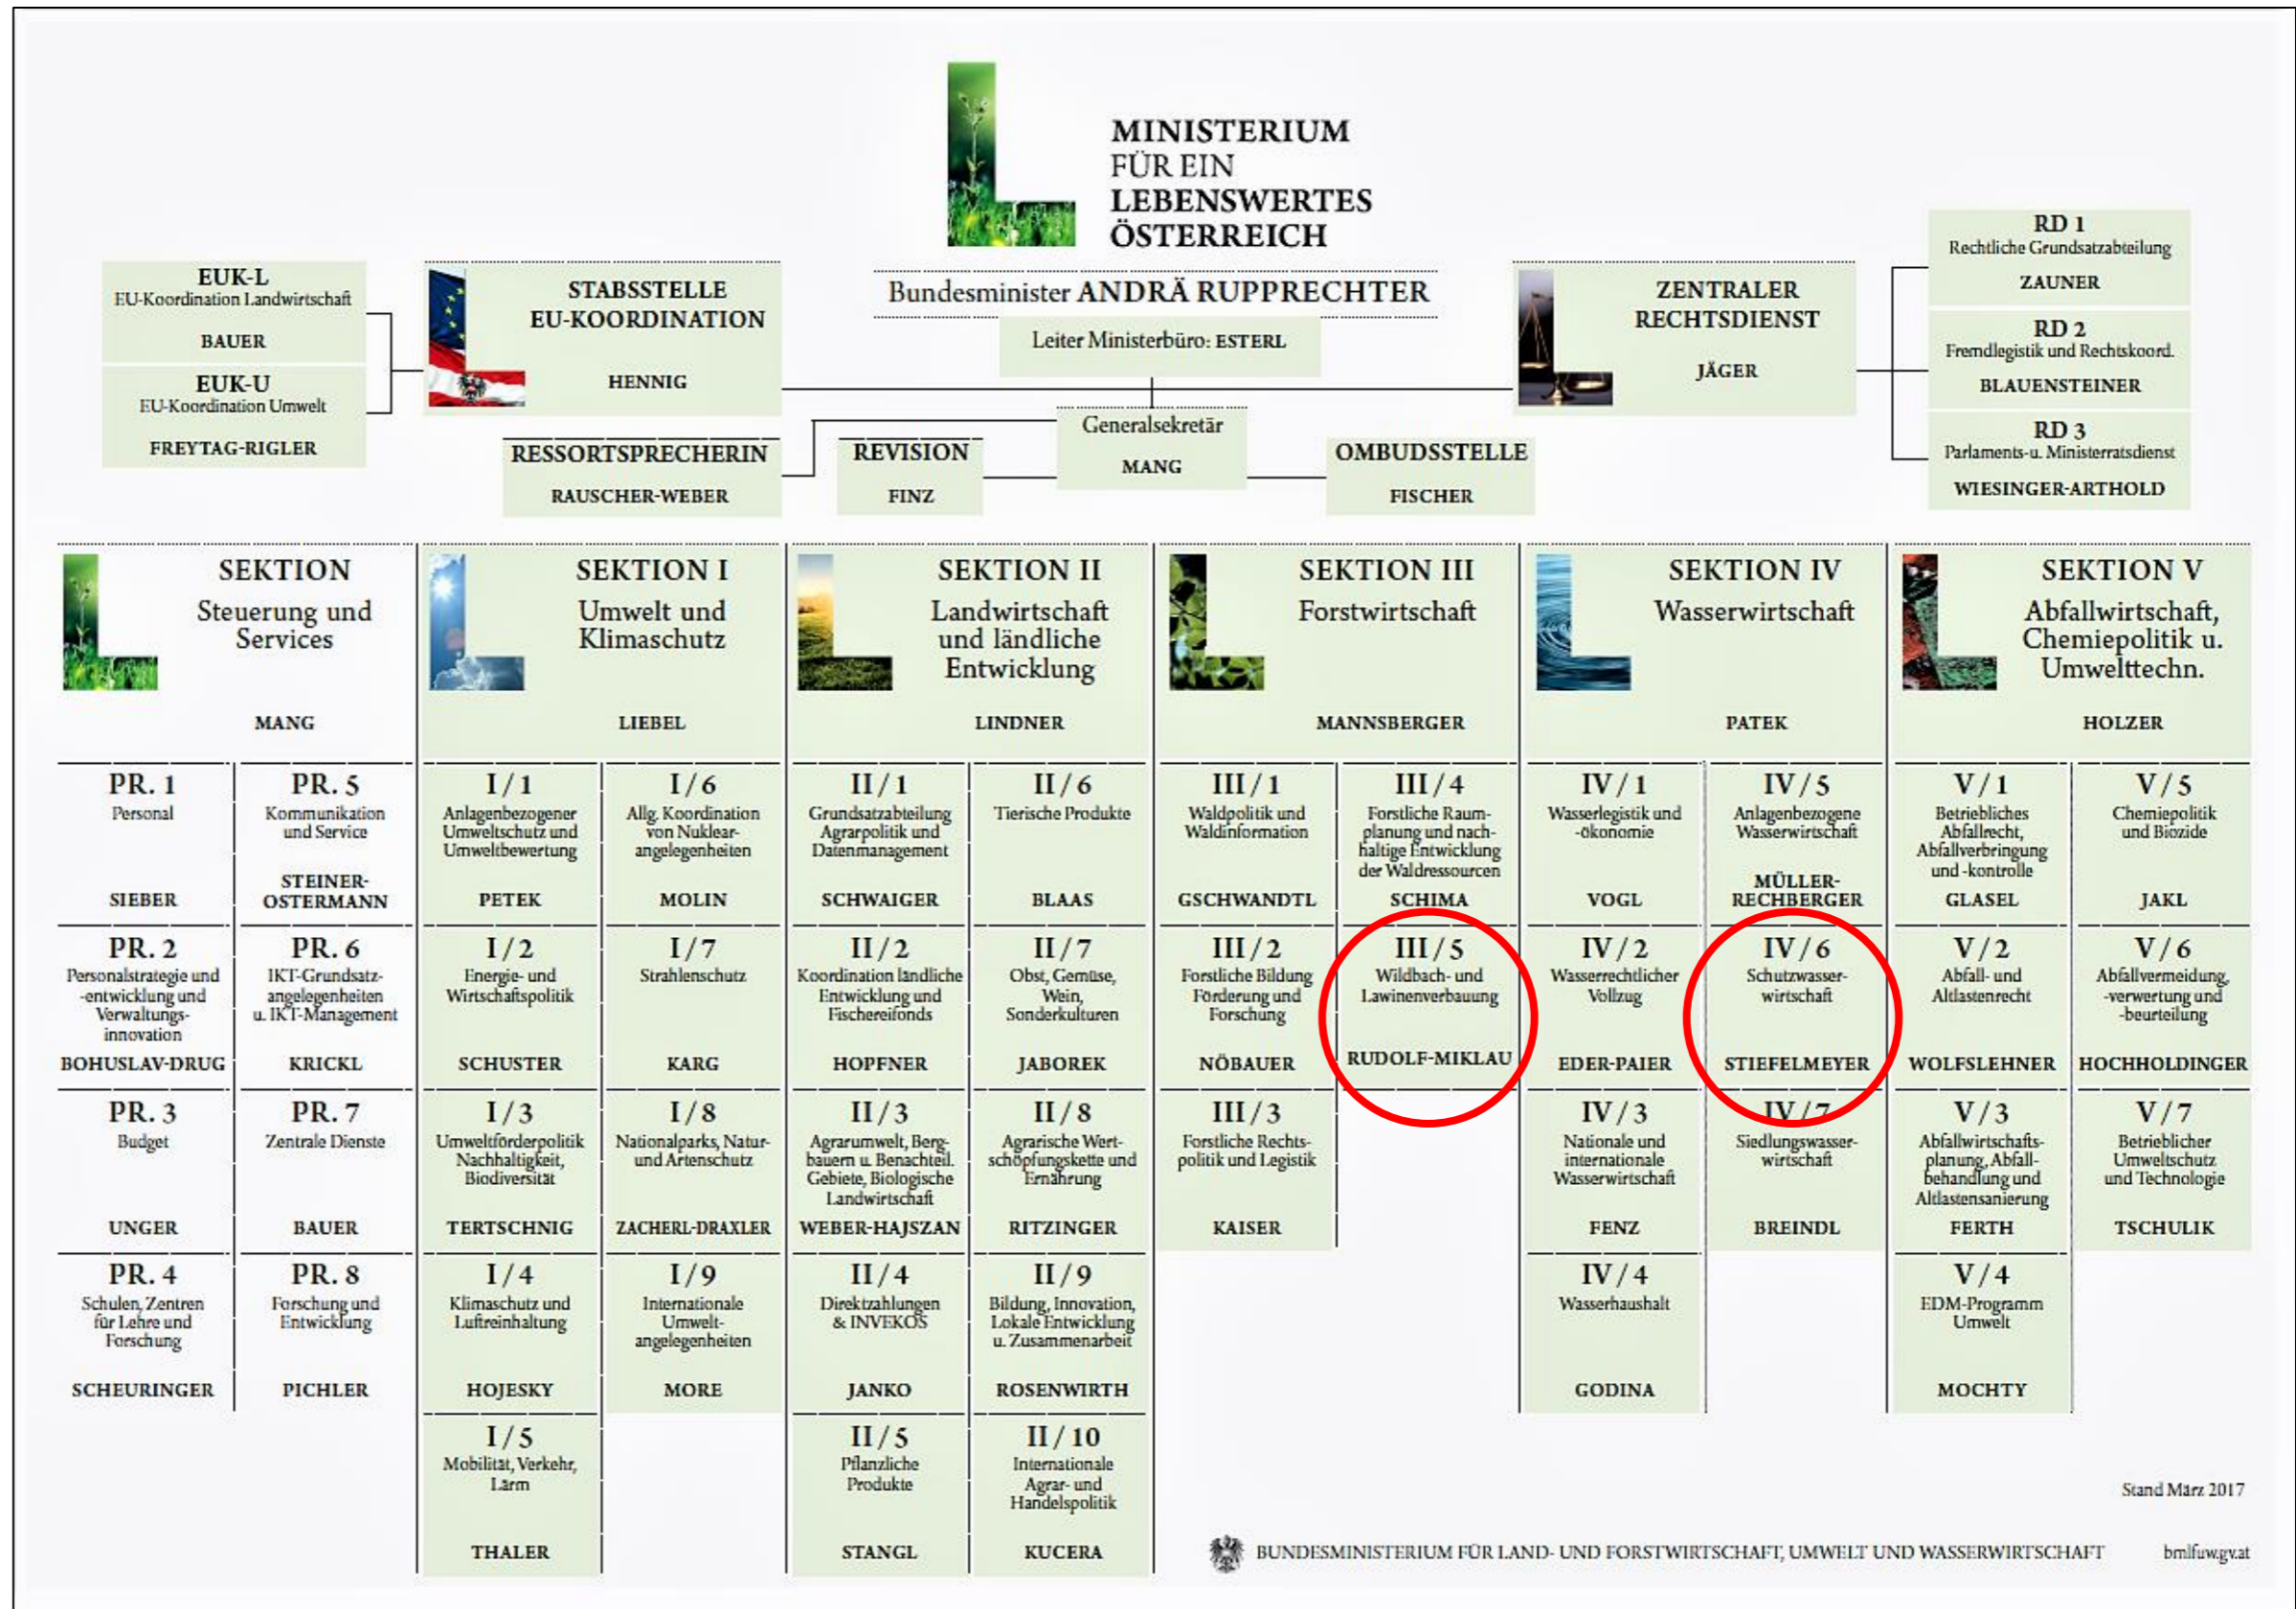 MINISTERIUM
FÜR EIN
LEBENSWERTES
ÖSTERREICH
Bundesminister ANDRÄ RUPPRECHTER
Leiter Ministerbüro: ESTERL
EUK-L
EU-Koordination Landwirtschaft
BAUER
EUK-U
EU-Koordination Umwelt
FREYTAG-RIGLER
STABSSTELLE
EU-KOORDINATION
HENNIG
ZENTRALER
RECHTSDIENST
JÄGER
RD 1
Rechtliche Grundsatzabteilung
ZAUNER
RD 2
Fremdlegistik und Rechtskoord.
BLAUENSTEINER
RD 3
Parlaments-u. Ministerratsdienst
WIESINGER-ARTHOLD
Generalsekretär
MANG
RESSORTSPRECHERIN
RAUSCHER-WEBER
REVISION
FINZ
OMBUDSSTELLE
FISCHER
SEKTION
Steuerung und
Services
MANG
PR. 1
Personal
SIEBER
PR. 5
Kommunikation
und Service
STEINER-
OSTERMANN
PR. 2
Personalstrategie und
-entwicklung und
Verwaltungs-
innovation
BOHUSLAV-DRUG
PR. 6
IKT-Grundsatz-
angelegenheiten
u. IKT-Management
KRICKL
PR. 3
Budget
UNGER
PR. 7
Zentrale Dienste
BAUER
PR. 4
Schulen, Zentren
für Lehre und
Forschung
SCHEURINGER
PR. 8
Forschung und
Entwicklung
PICHLER
SEKTION I
Umwelt und
Klimaschutz
LIEBEL
I / 1
Anlagenbezogener
Umweltschutz und
Umweltbewertung
PETEK
I / 6
Allg. Koordination
von Nuklear-
angelegenheiten
MOLIN
I / 2
Energie- und
Wirtschaftspolitik
SCHUSTER
I / 7
Strahlenschutz
KARG
I / 3
Umweltförderpolitik
Nachhaltigkeit,
Biodiversität
TERTSCHNIG
I / 8
Nationalparks, Natur-
und Artenschutz
ZACHERL-DRAXLER
I / 4
Klimaschutz und
Luftreinhaltung
HOJESKY
I / 9
Internationale
Umwelt-
angelegenheiten
MORE
I / 5
Mobilität, Verkehr,
Lärm
THALER
SEKTION II
Landwirtschaft
und ländliche
Entwicklung
LINDNER
II / 1
Grundsatzabteilung
Agrarpolitik und
Datenmanagement
SCHWAIGER
II / 6
Tierische Produkte
BLAAS
II / 2
Koordination ländliche
Entwicklung und
Fischereifonds
HOPFNER
II / 7
Obst, Gemüse,
Wein,
Sonderkulturen
JABOREK
II / 3
Agrarumwelt, Berg-
bauern u. Benachteil.
Gebiete, Biologische
Landwirtschaft
WEBER-HAJSZAN
II / 8
Agrarische Wert-
schöpfungskette und
Ernährung
RITZINGER
II / 4
Direktzahlungen
& INVEKOS
JANKO
II / 9
Bildung, Innovation,
Lokale Entwicklung
u. Zusammenarbeit
ROSENWIRTH
II / 5
Pflanzliche
Produkte
STANGL
II / 10
Internationale
Agrar- und
Handelspolitik
KUCERA
SEKTION III
Forstwirtschaft
MANNSBERGER
III / 1
Waldpolitik und
Waldinformation
GSCHWANDTL
III / 4
Forstliche Raum-
planung und nach-
haltige Entwicklung
der Waldressourcen
SCHIMA
III / 2
Forstliche Bildung
Förderung und
Forschung
NÖBAUER
III / 5
Wildbach- und
Lawinenverbauung
RUDOLF-MIKLAU
III / 3
Forstliche Rechts-
politik und Legistik
KAISER
SEKTION IV
Wasserwirtschaft
PATEK
IV / 1
Wasserlegistik und
-ökonomie
VOGL
IV / 5
Anlagenbezogene
Wasserwirtschaft
MÜLLER-
RECHBERGER
IV / 2
Wasserrechtlicher
Vollzug
EDER-PAIER
IV / 6
Schutzwasser-
wirtschaft
STIEFELMEYER
IV / 3
Nationale und
internationale
Wasserwirtschaft
FENZ
IV / 7
Siedlungswasser-
wirtschaft
BREINDL
IV / 4
Wasserhaushalt
GODINA
SEKTION V
Abfallwirtschaft,
Chemiepolitik u.
Umwelttechn.
HOLZER
V / 1
Betriebliches
Abfallrecht,
Abfallverbringung
und -kontrolle
GLASEL
V / 5
Chemiepolitik
und Biozide
JAKL
V / 2
Abfall- und
Altlastenrecht
WOLFSLEHNER
V / 6
Abfallvermeidung,
-verwertung und
-beurteilung
HOCHHOLDINGER
V / 3
Abfallwirtschafts-
planung, Abfall-
behandlung und
Altlastensanierung
FERTH
V / 7
Betrieblicher
Umweltschutz
und Technologie
TSCHULIK
V / 4
EDM-Programm
Umwelt
MOCHTY
Stand März 2017
BUNDESMINISTERIUM FÜR LAND- UND FORSTWIRTSCHAFT, UMWELT UND WASSERWIRTSCHAFT
bmlfuw.gv.at